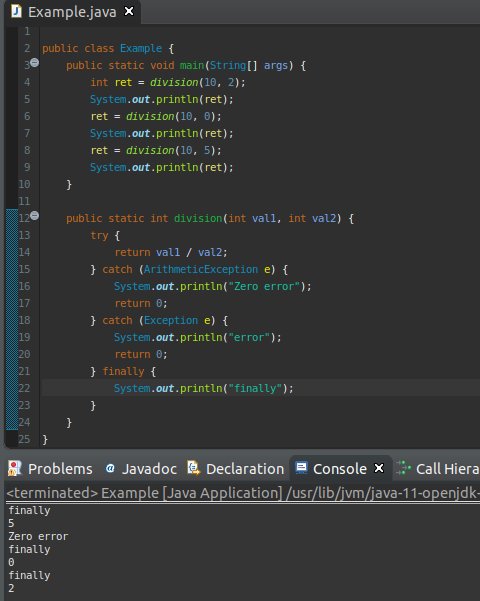 Example.java
1
2 public class Example {
3 public static void main(String[] args) {
4 int ret = division(10, 2);
5 System.out.println(ret);
6 ret = division(10, 0);
7 System.out.println(ret);
8 ret = division(10, 5);
9 System.out.println(ret);
10 }
11
12 public static int division(int val1, int val2) {
13 try {
14 return val1 / val2;
15 } catch (ArithmeticException e) {
16 System.out.println("Zero error");
17 return 0;
18 } catch (Exception e) {
19 System.out.println("error");
20 return 0;
21 } finally {
22 System.out.println("finally");
23 }
24 }
25 }
Problems @ Javadoc Declaration Console Call Hiera
<terminated> Example [Java Application] /usr/lib/jvm/java-11-openjdk-
finally
5
Zero error
finally
0
finally
2